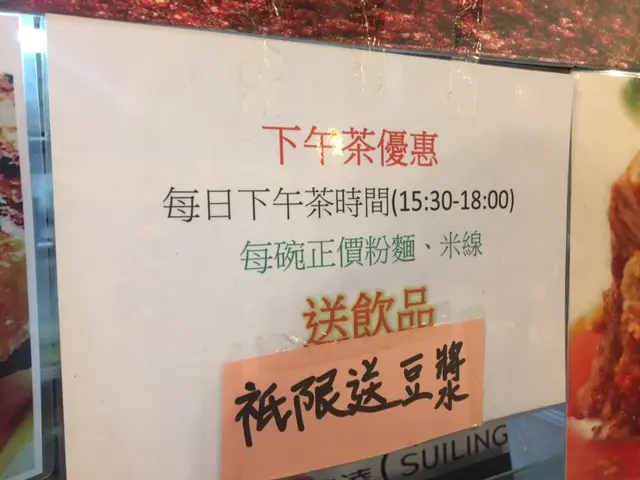 下午茶優惠
每日下午茶時間(15:30-18:00)
每碗正價粉麵、米線
送飲品
祇限送豆漿
(SUILING